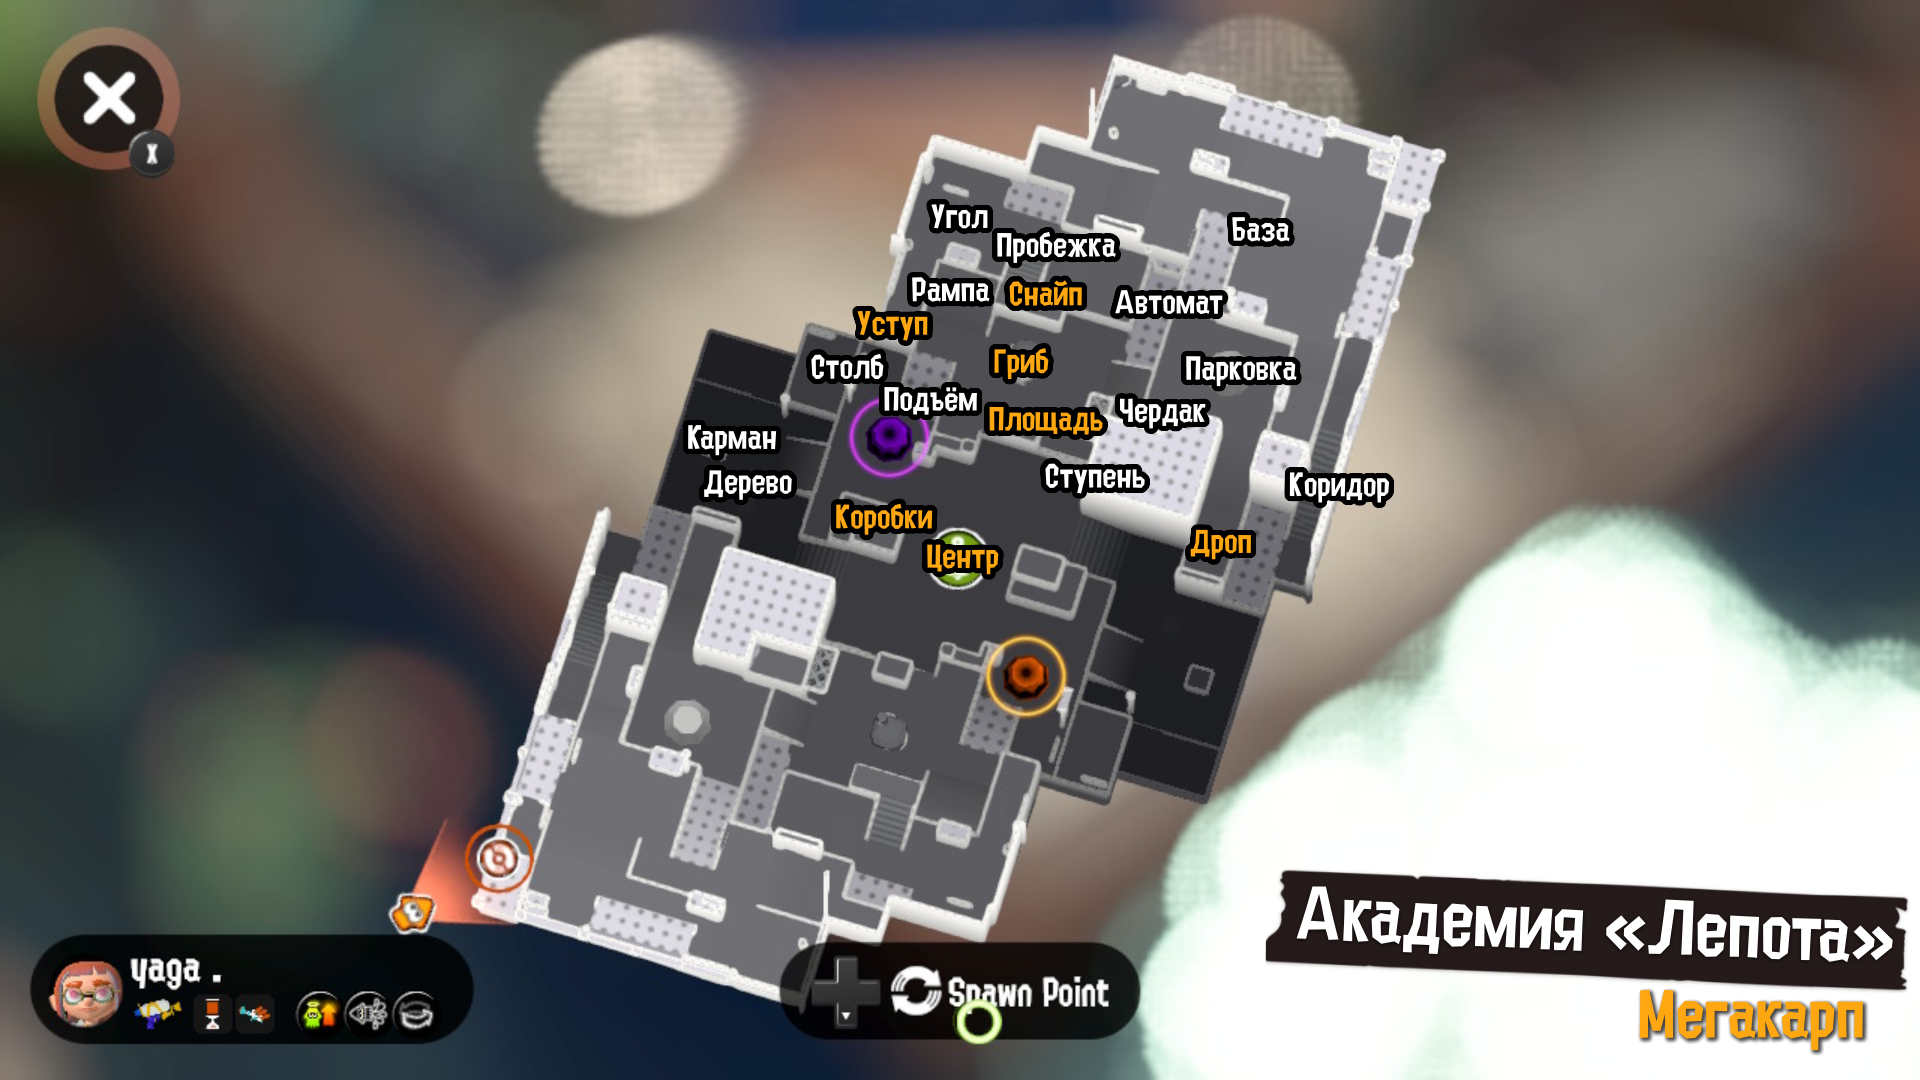 X
Угол
База
Пробежка
Рампа
Снайп
Автомат
Уступ
Столб
Гриб
Парковка
Подъём
Площадь
Чердак
Карман
Ступень
Дерево
Коридор
Коробки
Дроп
Центр
Академия «Лепота»
Мегакарп
yaga .
Spawn Point